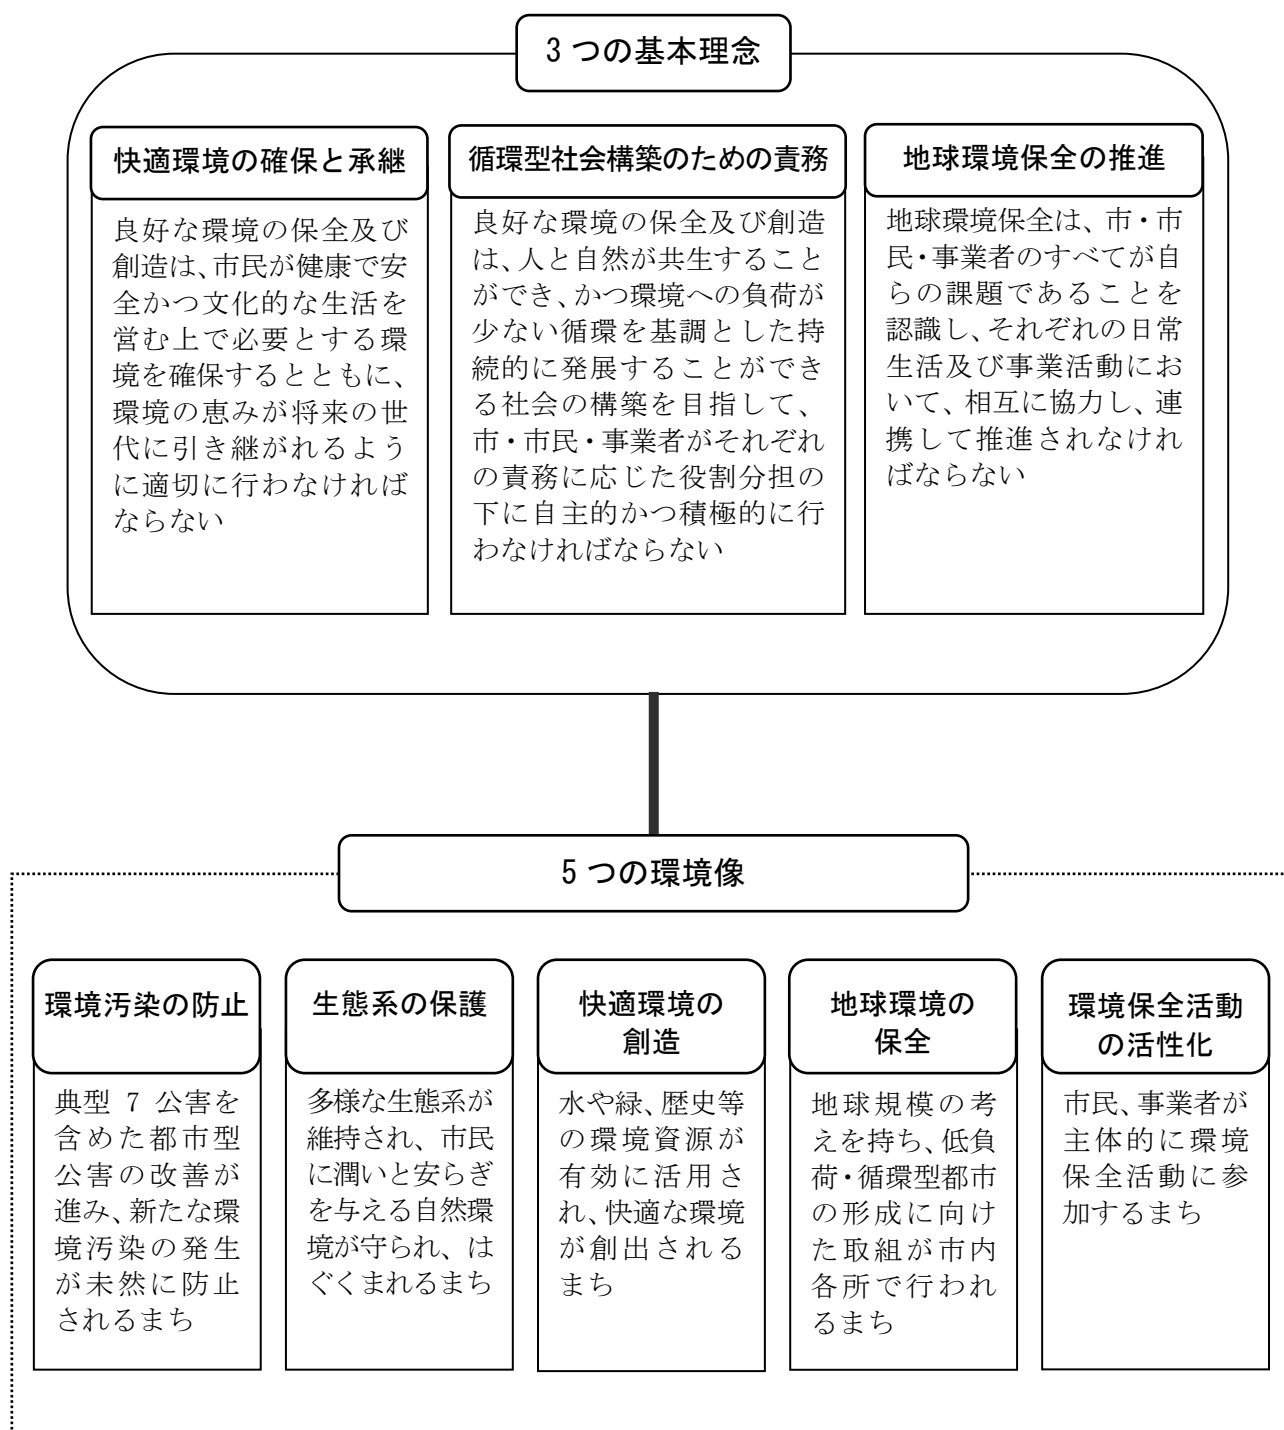 3 つの基本理念
快適環境の確保と承継
良好な環境の保全及び
創造は、市民が健康で安
全かつ文化的な生活を
営む上で必要とする環
境を確保するとともに、
環境の恵みが将来の世
代に引き継がれるよう
に適切に行わなければ
ならない
循環型社会構築のための責務
良好な環境の保全及び創造
は、人と自然が共生すること
ができ、かつ環境への負荷が
少ない循環を基調とした持
続的に発展することができ
る社会の構築を目指して、
市・市民・事業者がそれぞれ
の責務に応じた役割分担の
下に自主的かつ積極的に行
わなければならない
地球環境保全の推進
地球環境保全は、市・市
民・事業者のすべてが自
らの課題であることを
認識し、それぞれの日常
生活及び事業活動にお
いて、相互に協力し、連
携して推進されなけれ
ばならない
5 つの環境像
環境汚染の防止
典型 7 公害を
含めた都市型
公害の改善が
進み、新たな環
境汚染の発生
が未然に防止
されるまち
生態系の保護
多様な生態系が
維持され、市民
に潤いと安らぎ
を与える自然環
境が守られ、は
ぐくまれるまち
快適環境の
創造
水や緑、歴史等
の環境資源が
有効に活用さ
れ、快適な環境
が創出される
まち
地球環境の
保全
地球規模の考
えを持ち、低負
荷・循環型都市
の形成に向け
た取組が市内
各所で行われ
るまち
環境保全活動
の活性化
市民、事業者が
主体的に環境
保全活動に参
加するまち